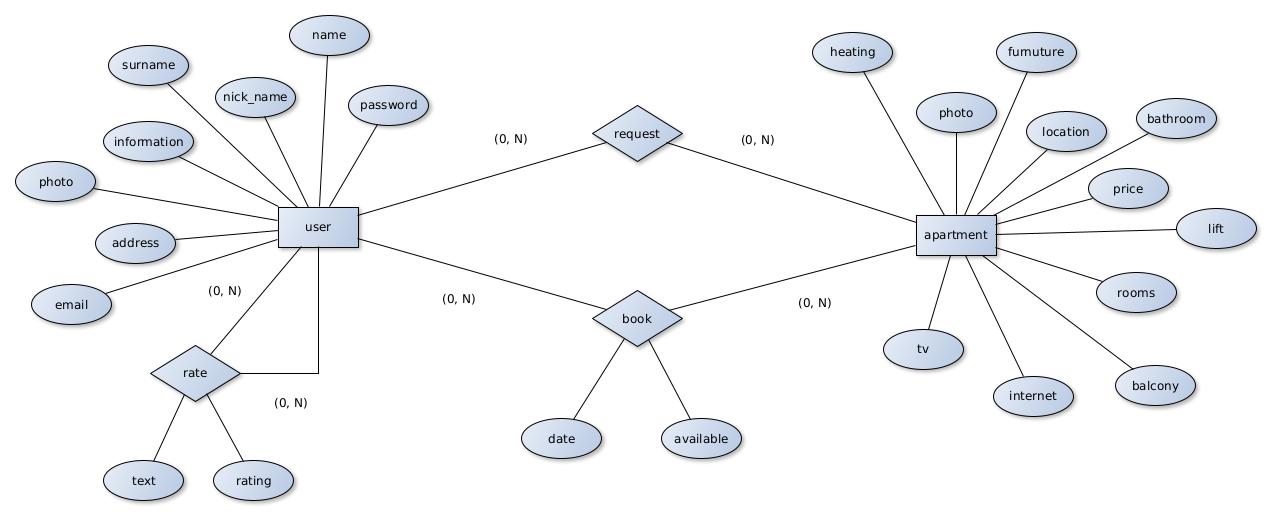 name
surname
nick_name
password
information
photo
address
email
user
(0, N)
(0, N)
rate
text
rating
(0, N)
request
(0, N)
(0, N)
book
(0, N)
date
available
heating
furnuture
photo
location
bathroom
price
lift
apartment
rooms
tv
internet
balcony